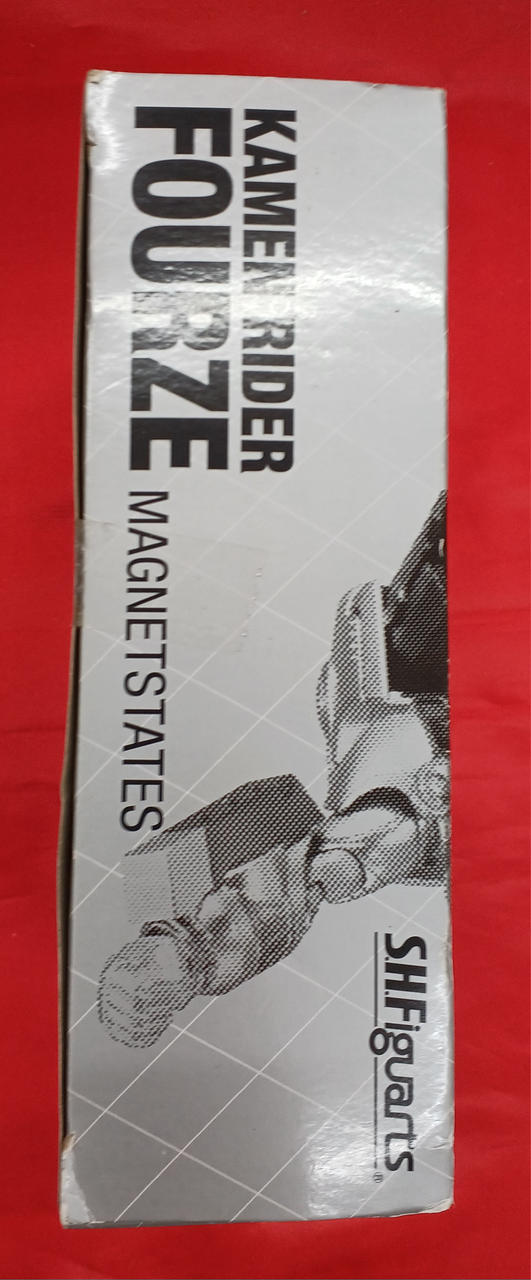 KAMEN RIDER
FOURZE MAGNETSTATES
S.H.Figuarts®